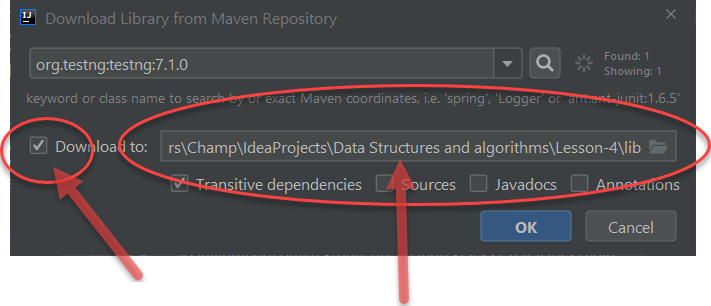 IJ Download Library from Maven Repository
org.testng:testng:7.1.0
Found: 1
Showing: 1
keyword or class name to search by or exact Maven coordinates, i.e. 'spring', 'Logger' or 'ant:ant-junit:1.6.5'
Download to: rs\Champ\IdeaProjects\Data Structures and algorithms\Lesson-4\lib
Transitive dependencies Sources Javadocs Annotations
OK Cancel